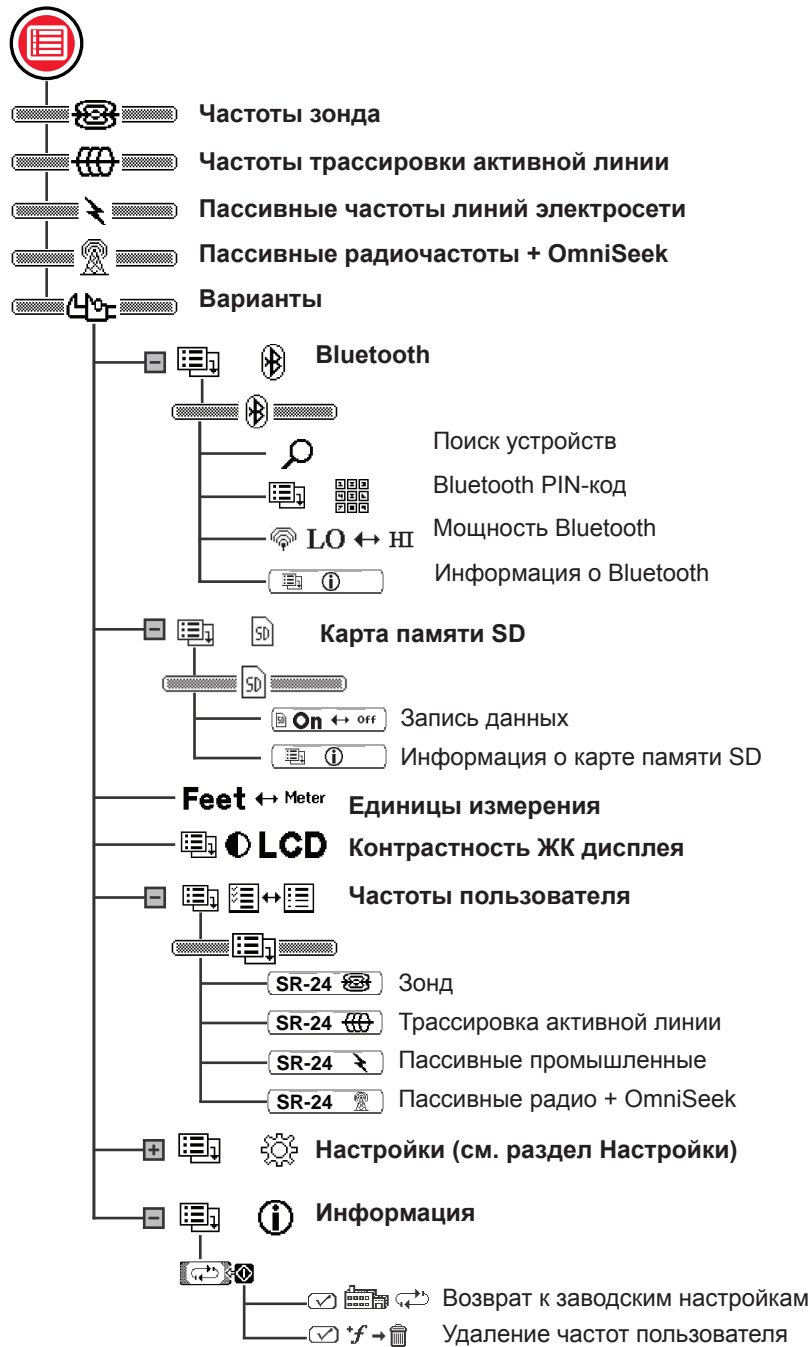 Частоты зонда
Частоты трассировки активной линии
Пассивные частоты линий электросети
Пассивные радиочастоты + OmniSeek
Варианты
Bluetooth
Поиск устройств
Bluetooth PIN-код
LO ↔ HI Мощность Bluetooth
Информация о Bluetooth
SD Карта памяти SD
SD
On ↔ Off Запись данных
Информация о карте памяти SD
Feet ↔ Meter Единицы измерения
LCD Контрастность ЖК дисплея
Частоты пользователя
SR-24 Зонд
SR-24 Трассировка активной линии
SR-24 Пассивные промышленные
SR-24 Пассивные радио + OmniSeek
Настройки (см. раздел Настройки)
Информация
Возврат к заводским настройкам
+f → Удаление частот пользователя